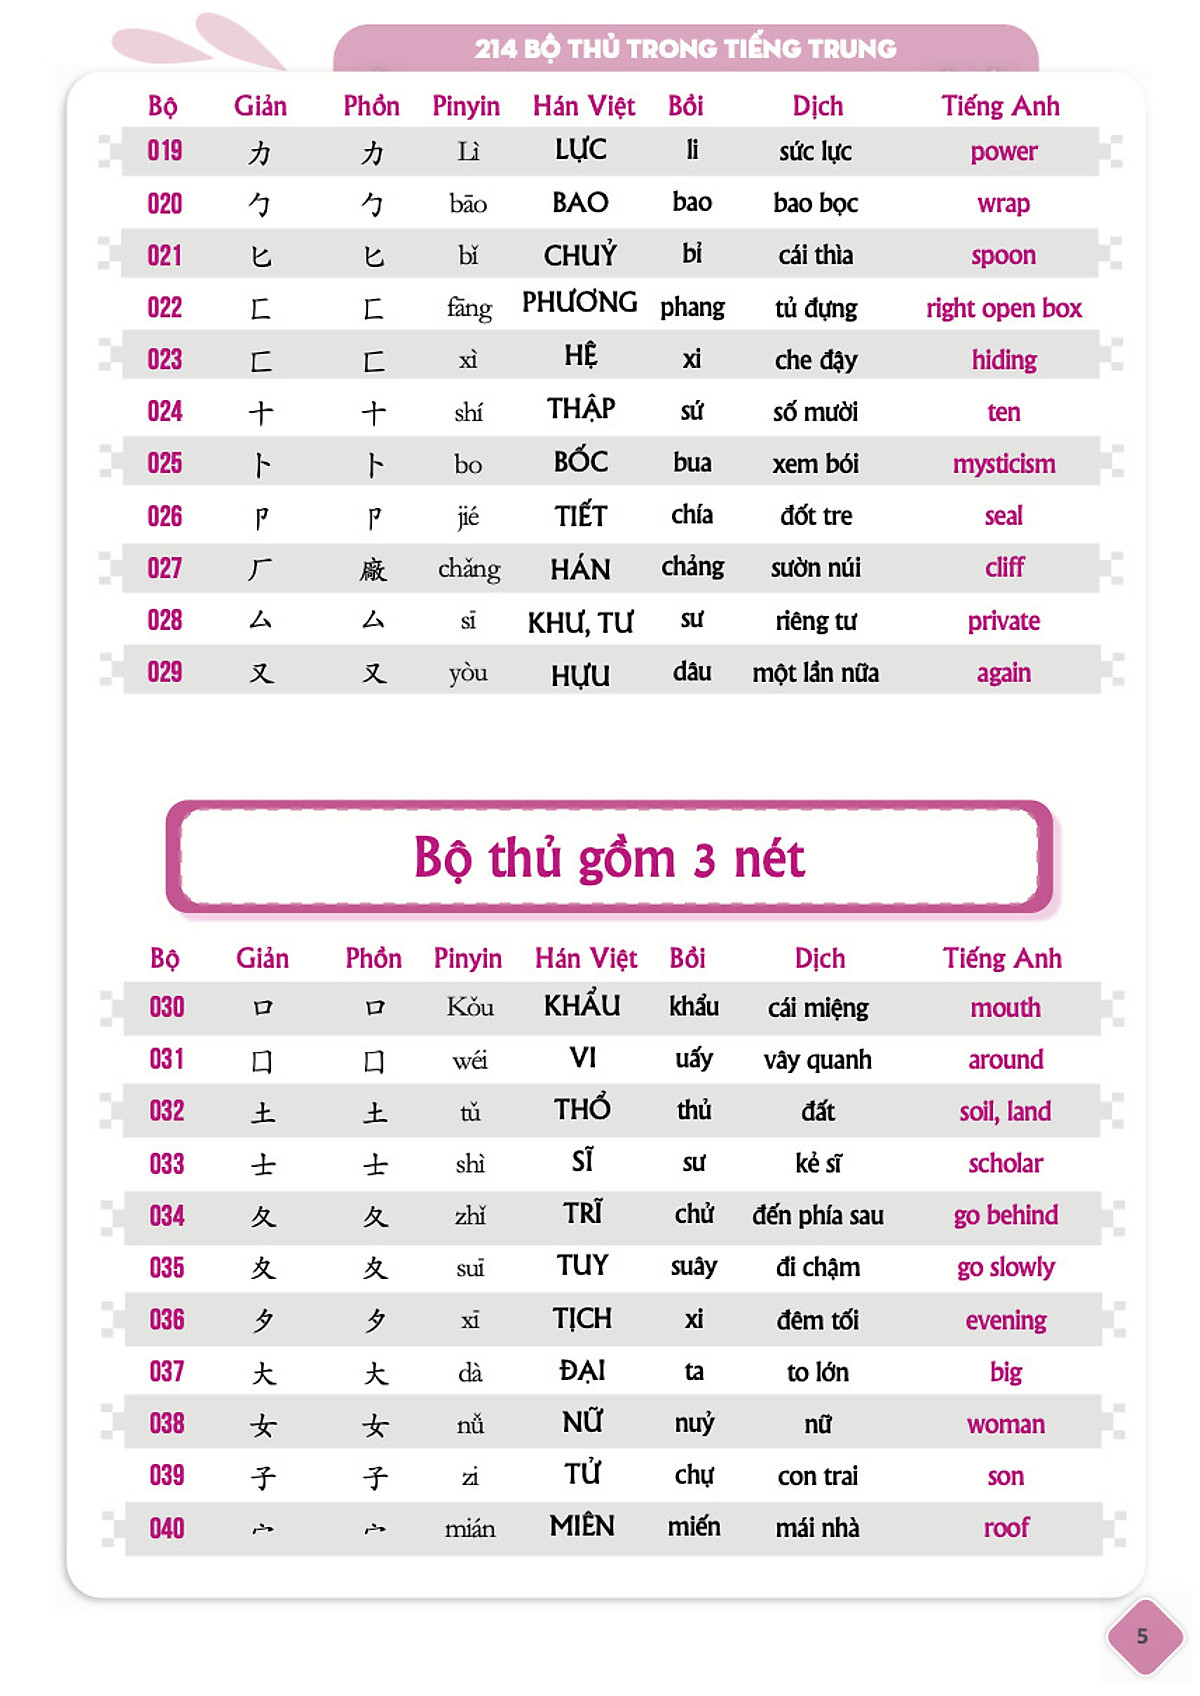 214 BỘ THỦ TRONG TIẾNG TRUNG
Bộ Giản Phồn Pinyin Hán Việt Bồi Dịch Tiếng Anh
019 力 力 Lì LỰC li sức lực power
020 勹 勹 bāo BAO bao bao bọc wrap
021 匕 匕 bǐ CHUỶ bỉ cái thìa spoon
022 匚 匚 fāng PHƯƠNG phang tủ đựng right open box
023 匚 匚 xì HỆ xi che đậy hiding
024 十 十 shí THẬP sứ số mười ten
025 卜 卜 bo BỐC bua xem bói mysticism
026 卩 卩 jié TIẾT chía đốt tre seal
027 厂 廠 chǎng HÁN chảng sườn núi cliff
028 厶 厶 sī KHƯ, TƯ sư riêng tư private
029 又 又 yòu HỰU dâu một lần nữa again
Bộ thủ gồm 3 nét
Bộ Giản Phồn Pinyin Hán Việt Bồi Dịch Tiếng Anh
030 口 口 Kǒu KHẨU khẩu cái miệng mouth
031 囗 囗 wéi VI uấy vây quanh around
032 土 土 tǔ THỔ thủ đất soil, land
033 士 士 shì SĨ sư kẻ sĩ scholar
034 夂 夂 zhǐ TRĨ chử đến phía sau go behind
035 夊 夊 suī TUY suây đi chậm go slowly
036 夕 夕 xī TỊCH xi đêm tối evening
037 大 大 dà ĐẠI ta to lớn big
038 女 女 nǚ NỮ nuỷ nữ woman
039 子 子 zi TỬ chự con trai son
040 宀 宀 mián MIÊN miến mái nhà roof
5